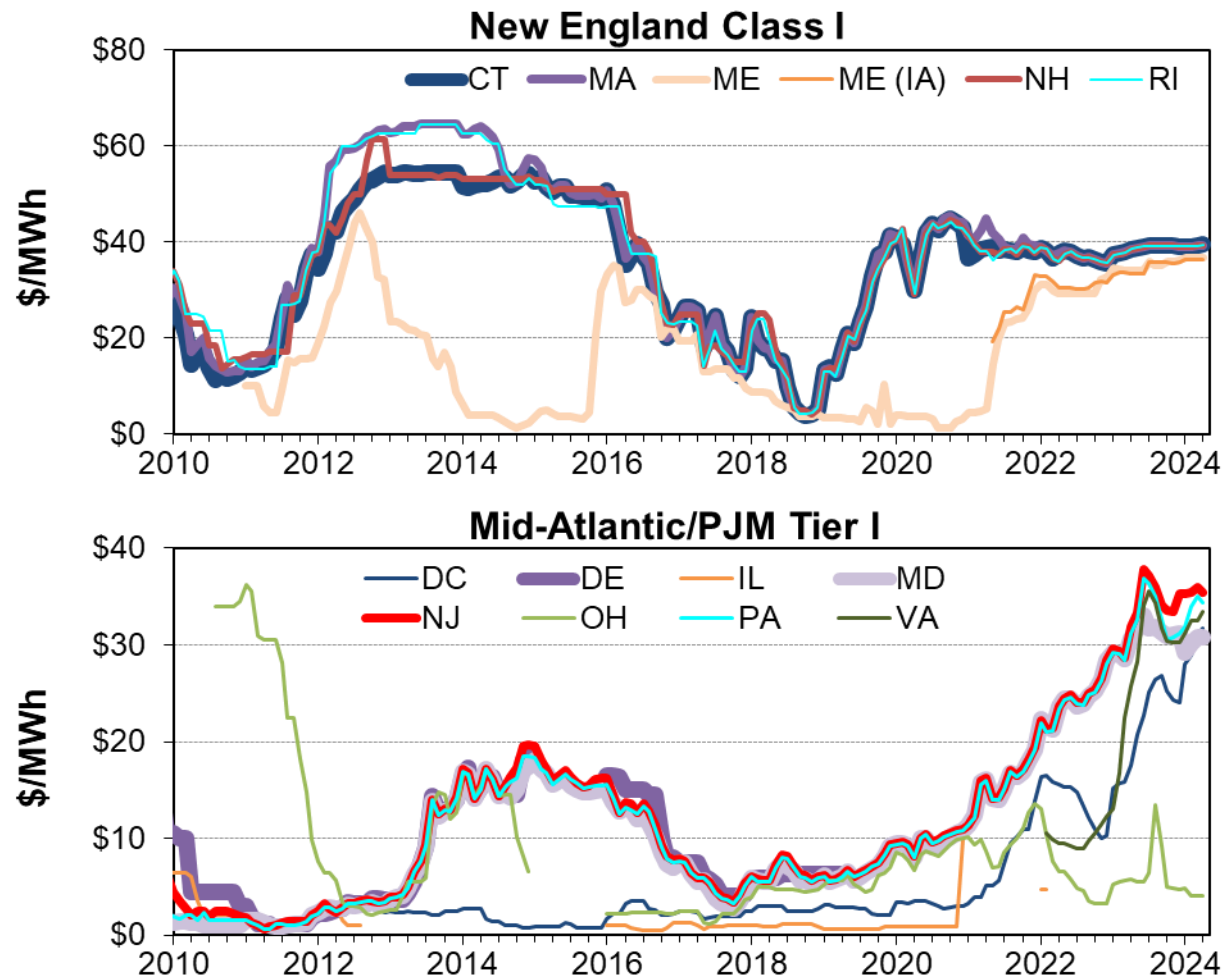 New England Class I
$80
CT MA ME ME (IA) NH RI
$60
$/MWh
$40
$20
$0
2010 2012 2014 2016 2018 2020 2022 2024
Mid-Atlantic/PJM Tier I
$40
DC DE IL MD
NJ OH PA VA
$30
$/MWh
$20
$10
$0
2010 2012 2014 2016 2018 2020 2022 2024